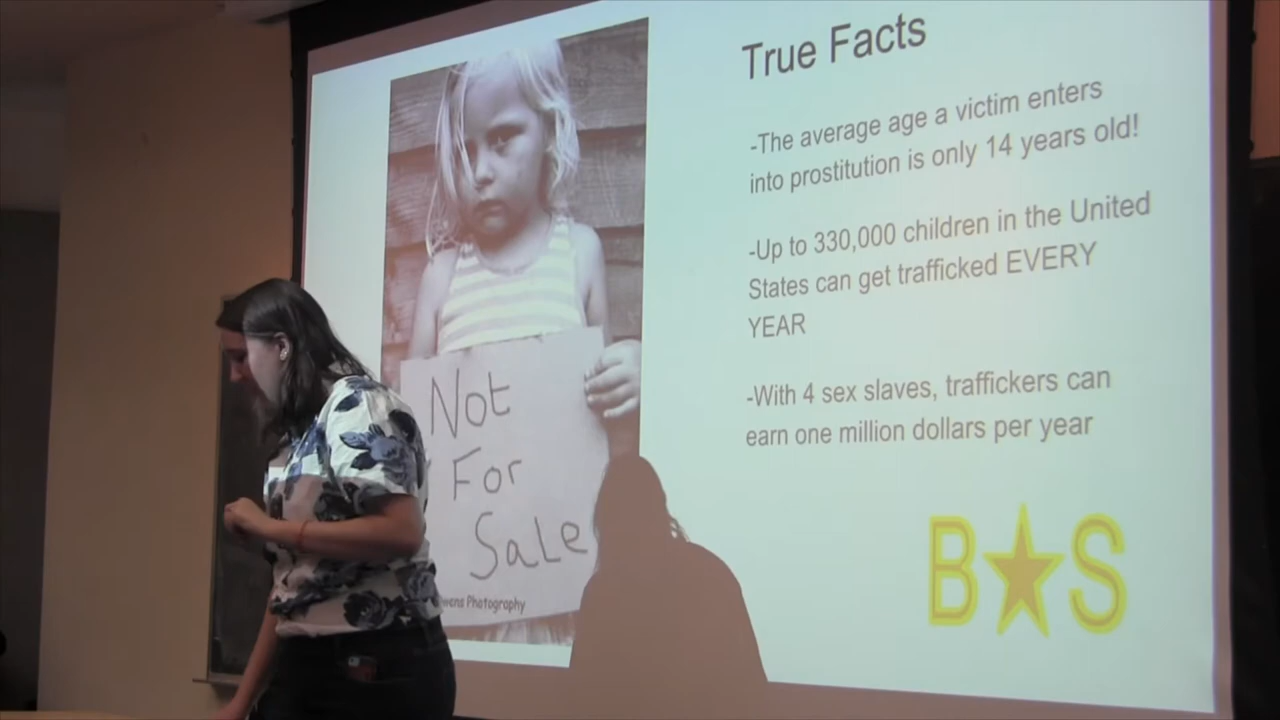 True Facts
-The average age a victim enters
into prostitution is only 14 years old!
-Up to 330,000 children in the United
States can get trafficked EVERY
YEAR
-With 4 sex slaves, traffickers can
earn one million dollars per year
Not
For
Sale
Photography
B★S